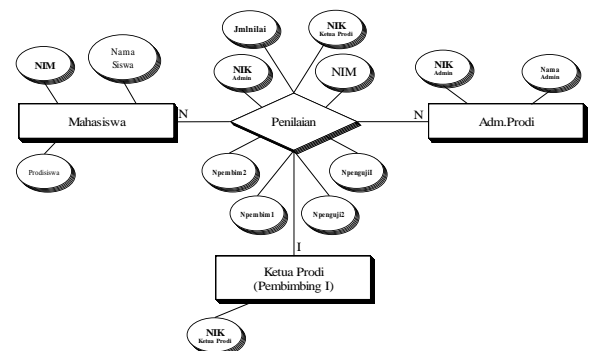 Jmlnilai
NIK
Ketua Prodi
NIM
Nama
Siswa
NIK
Admin
NIM
NIK
Admin
Nama
Admin
Mahasiswa
N
Penilaian
N
Adm.Prodi
Prodisiswa
Npembim2
Npenguji1
Npembim1
Npenguji2
I
Ketua Prodi
(Pembimbing I)
NIK
Ketua Prodi